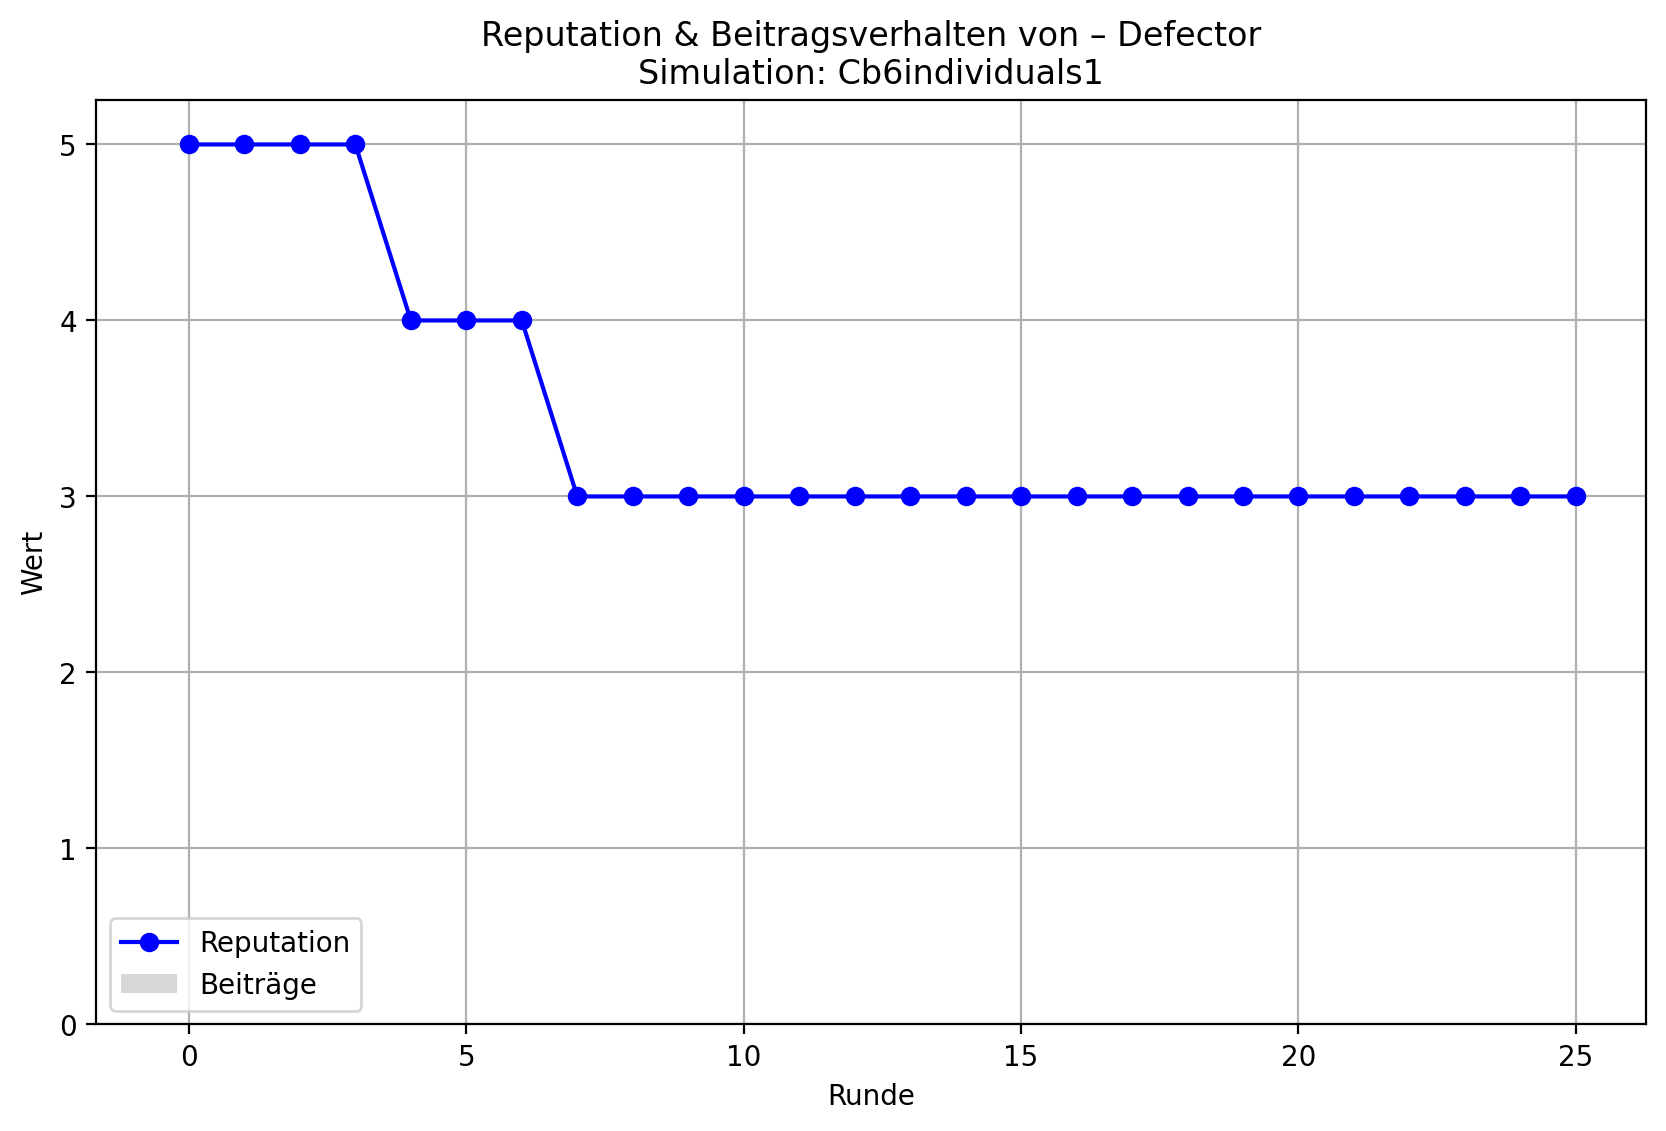 Reputation & Beitragsverhalten von – Defector
Simulation: Cb6individuals1
5
4
3
2
1
0
Wert
Reputation
Beiträge
0 5 10 15 20 25
Runde